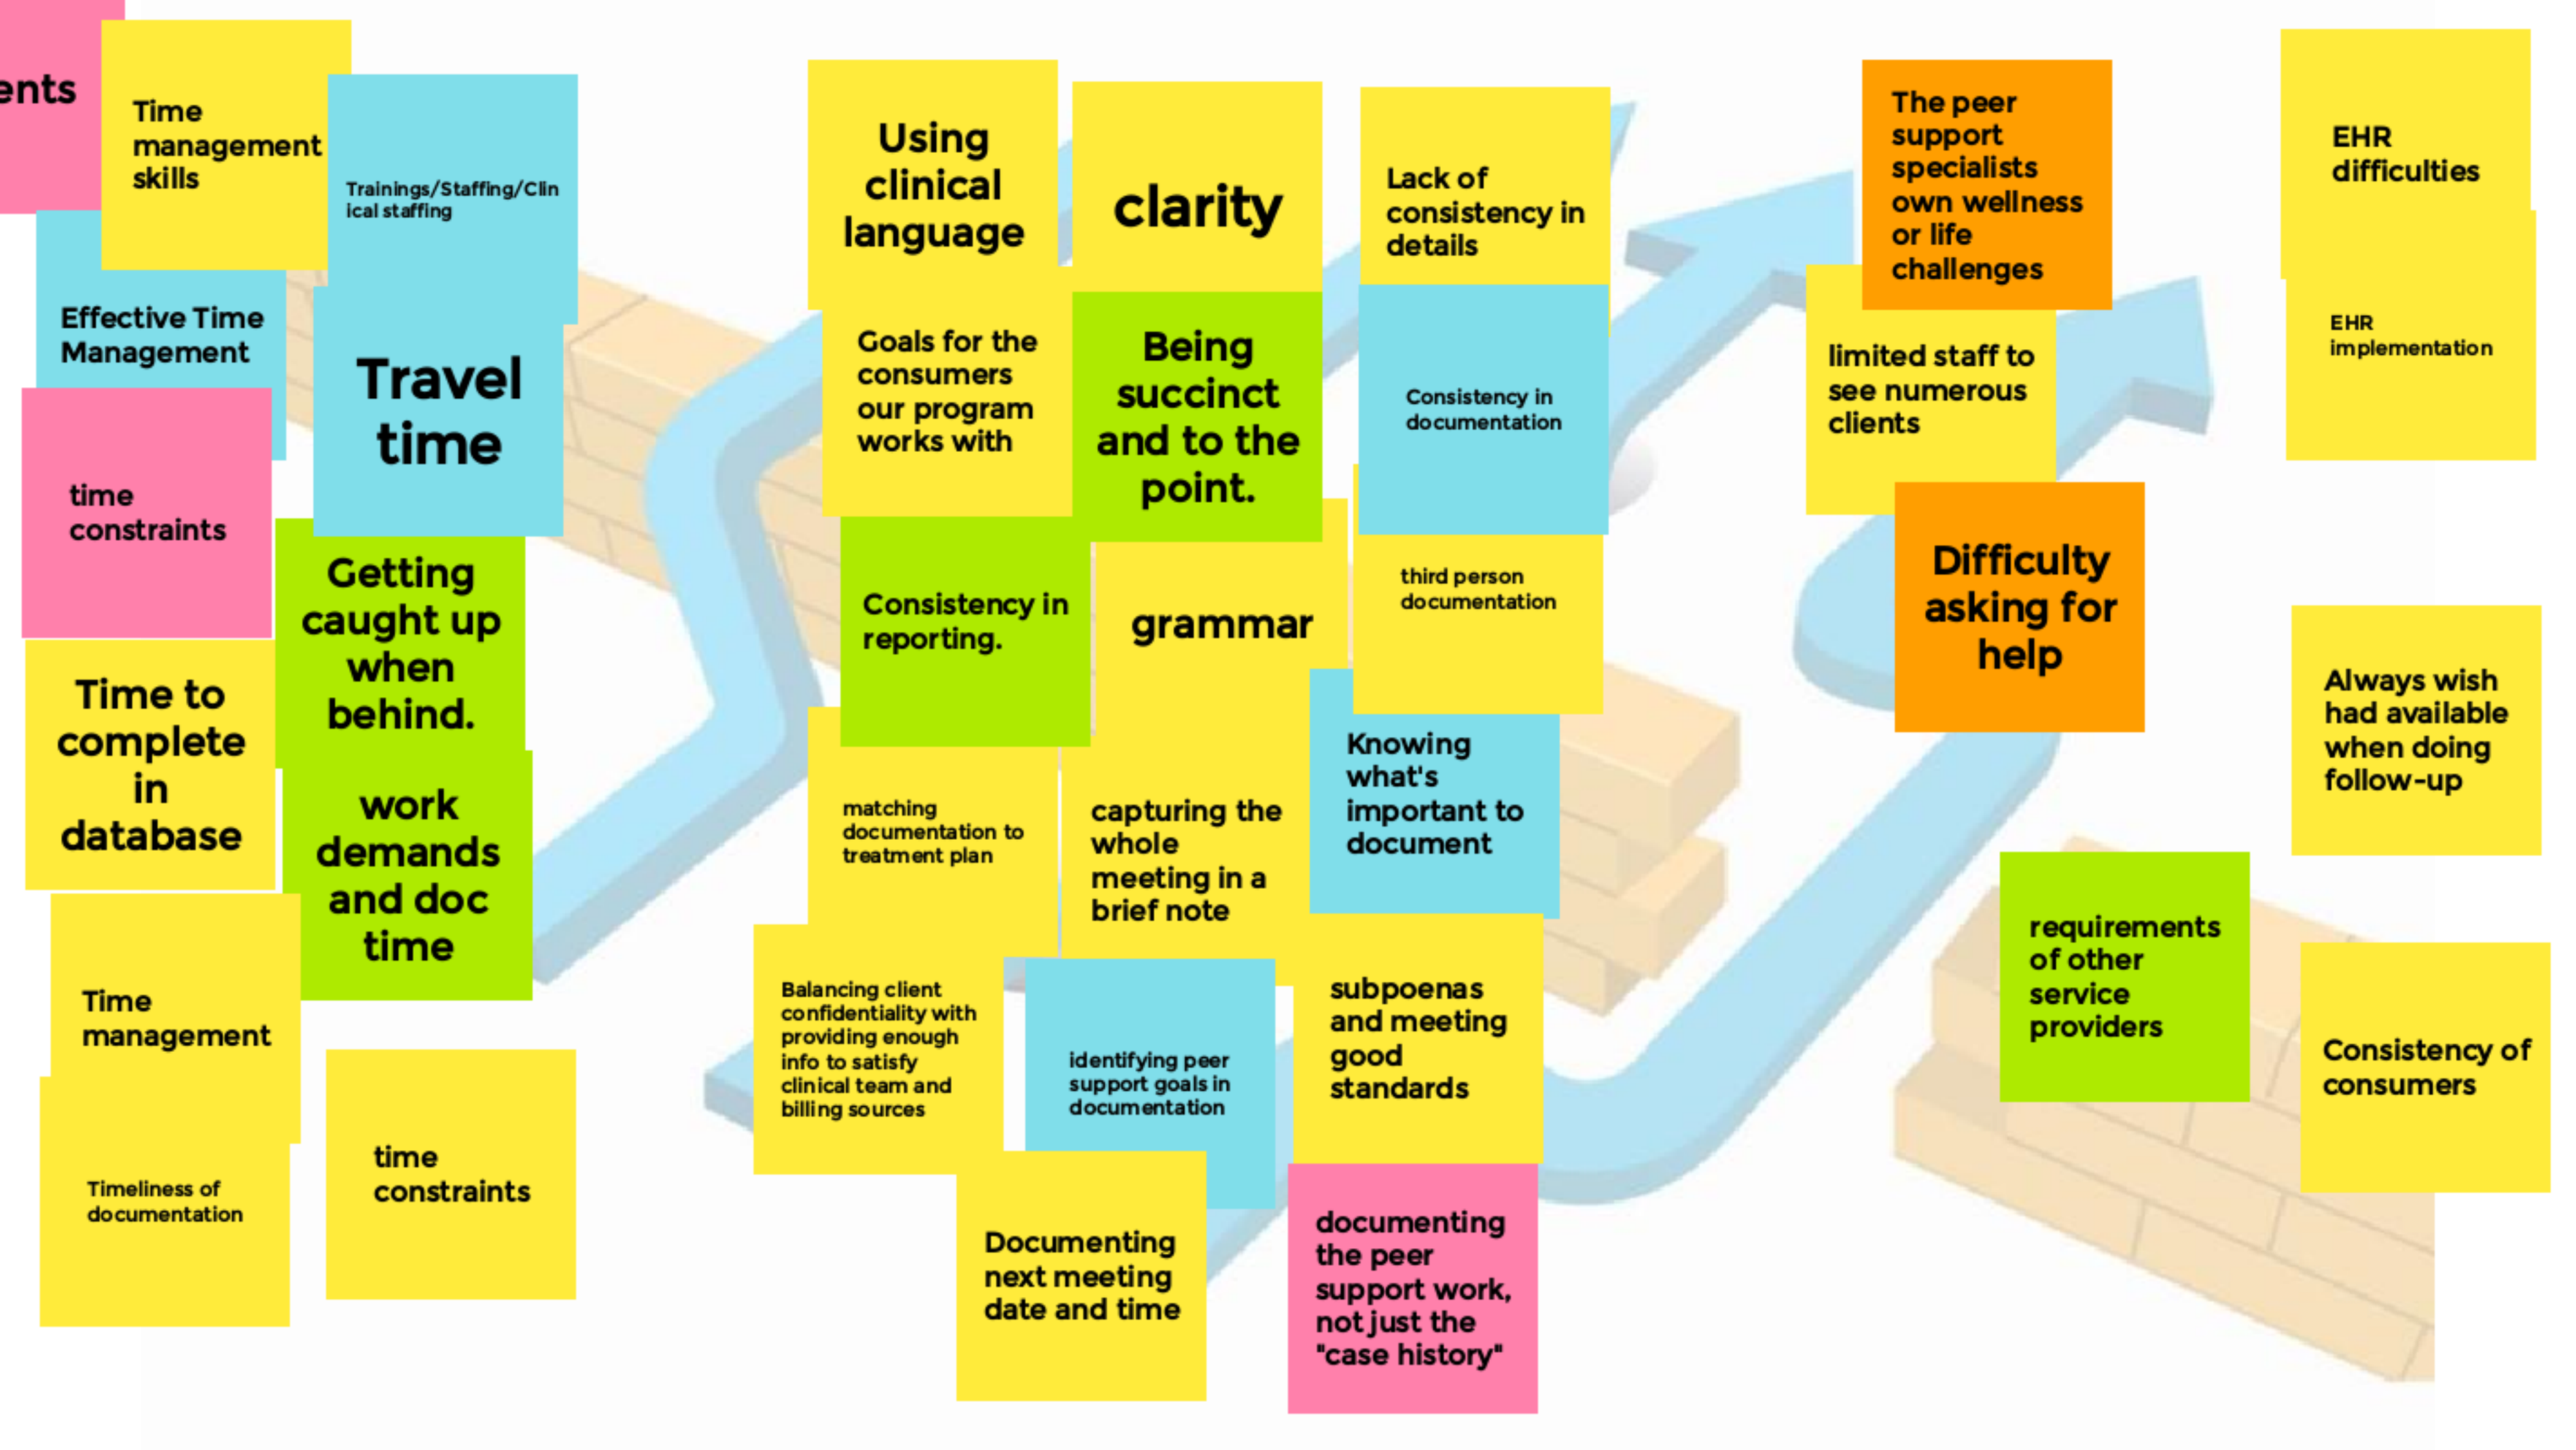 ents
Time
management
skills
Trainings/Staffing/Clin
ical staffing
Effective Time
Management
Travel
time
time
constraints
Getting
caught up
when
behind.
Time to
complete
in
database
work
demands
and doc
time
Time
management
Timeliness of
documentation
time
constraints
Using
clinical
language
clarity
Lack of
consistency in
details
Goals for the
consumers
our program
works with
Being
succinct
and to the
point.
Consistency in
documentation
Consistency in
reporting.
grammar
third person
documentation
matching
documentation to
treatment plan
capturing the
whole
meeting in a
brief note
Knowing
what's
important to
document
Balancing client
confidentiality with
providing enough
info to satisfy
clinical team and
billing sources
identifying peer
support goals in
documentation
subpoenas
and meeting
good
standards
Documenting
next meeting
date and time
documenting
the peer
support work,
not just the
"case history"
The peer
support
specialists
own wellness
or life
challenges
limited staff to
see numerous
clients
Difficulty
asking for
help
EHR
difficulties
EHR
implementation
Always wish
had available
when doing
follow-up
requirements
of other
service
providers
Consistency of
consumers